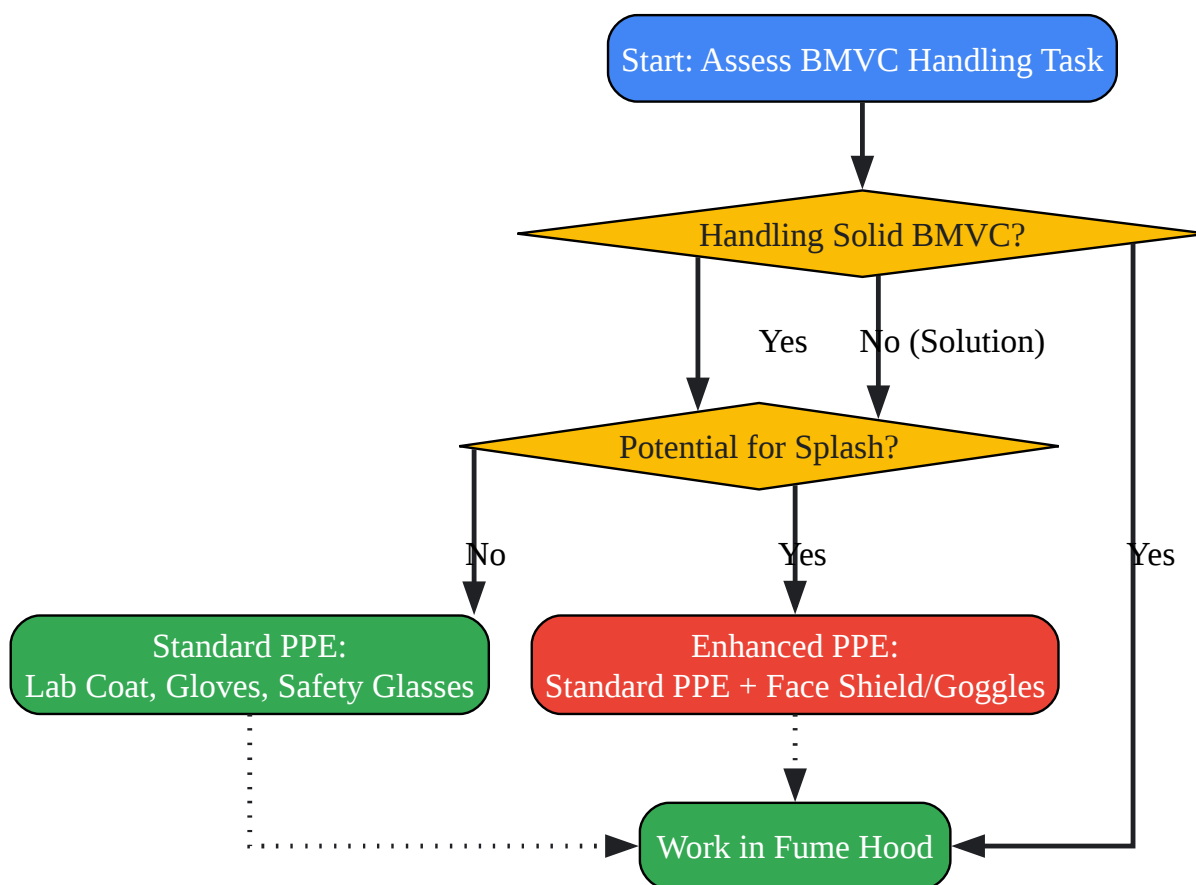 Start: Assess BMVC Handling Task
Handling Solid BMVC?
Yes
No (Solution)
Potential for Splash?
No
Yes
Yes
Standard PPE:
Lab Coat, Gloves, Safety Glasses
Enhanced PPE:
Standard PPE + Face Shield/Goggles
Work in Fume Hood